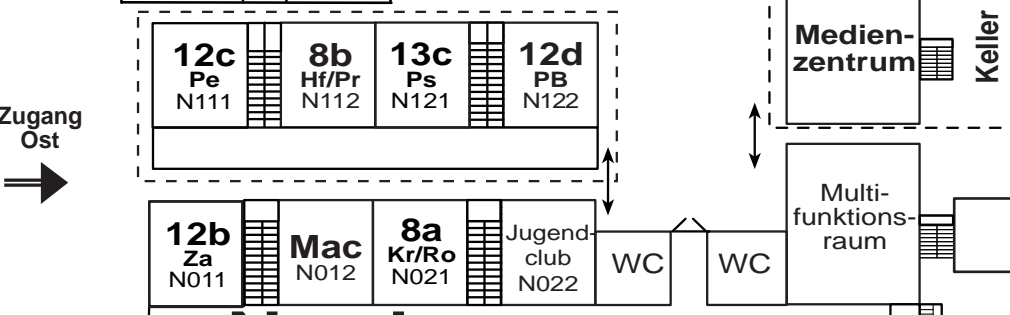 12c
Pe
N111
8b
Hf/Pr
N112
13c
Ps
N121
12d
PB
N122
Medien-
zentrum
Keller
Zugang
Ost
12b
Za
N011
Mac
N012
8a
Kr/Ro
N021
Jugend-
club
N022
WC
WC
Multi-
funktions-
raum